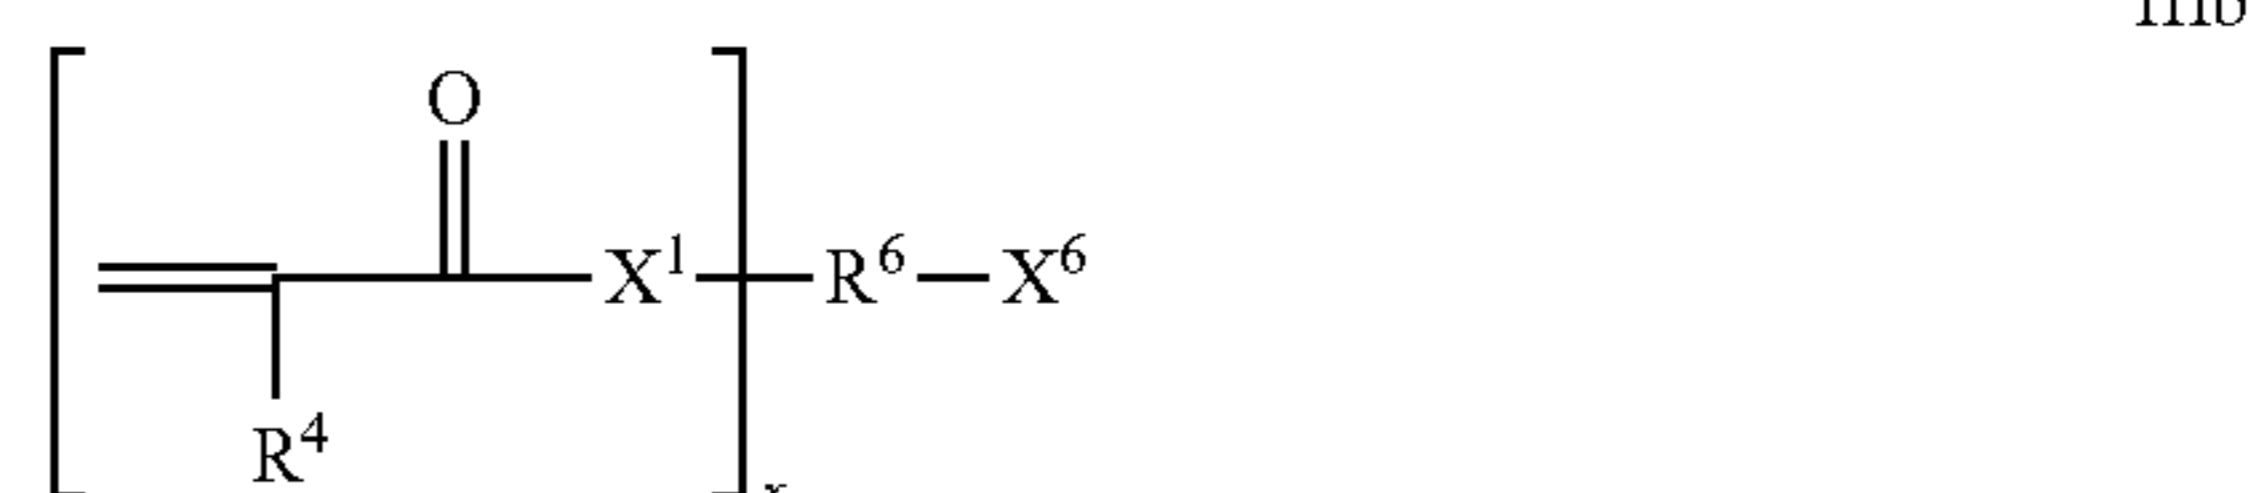 IIIb
O
X¹
R⁶
X⁶
R⁴
x